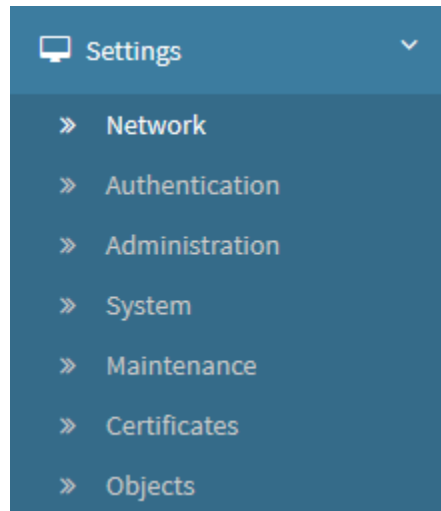 Settings
Network
Authentication
Administration
System
Maintenance
Certificates
Objects